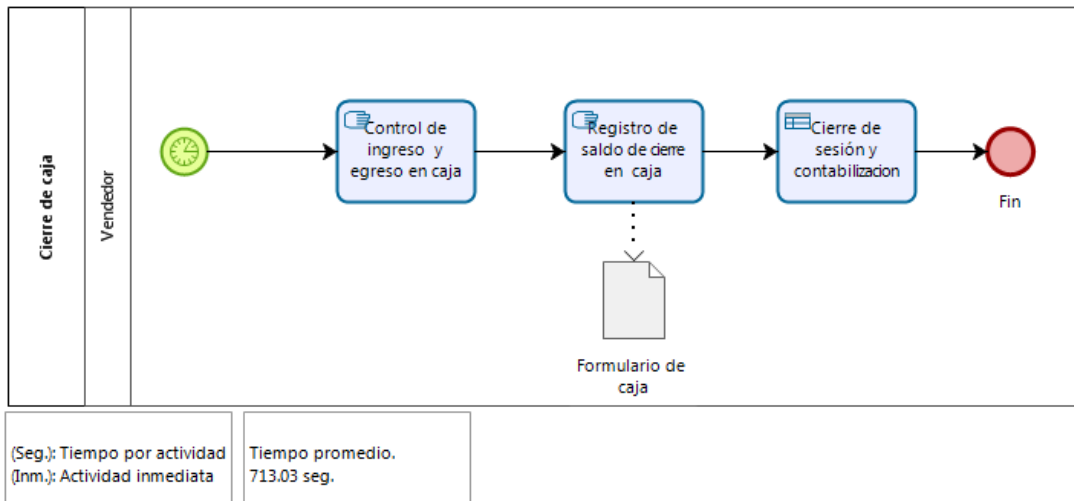 Cierre de caja
Vendedor
Control de
ingreso y
egreso en caja
Registro de
saldo de cierre
en caja
Cierre de
sesión y
contabilizacion
Fin
Formulario de
caja
(Seg.): Tiempo por actividad
(Inm.): Actividad inmediata
Tiempo promedio.
713.03 seg.